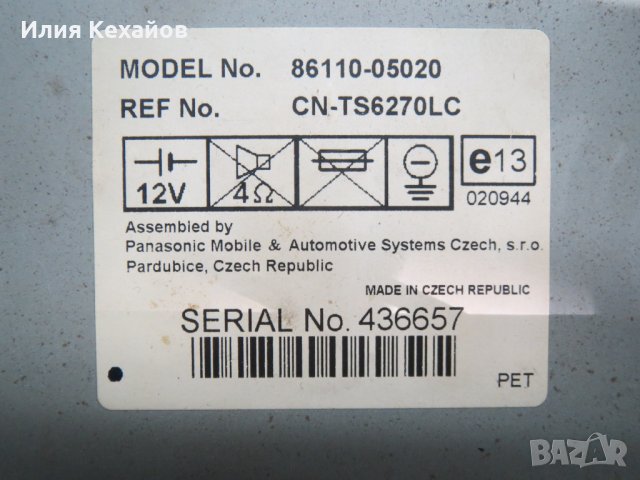 Илия Кехайов
MODEL No. 86110-05020
REF No. CN-TS6270LC
12V 4Ω e13
020944
Assembled by
Panasonic Mobile & Automotive Systems Czech, s.r.o.
Pardubice, Czech Republic
MADE IN CZECH REPUBLIC
SERIAL No. 436657
PET
BAZAR